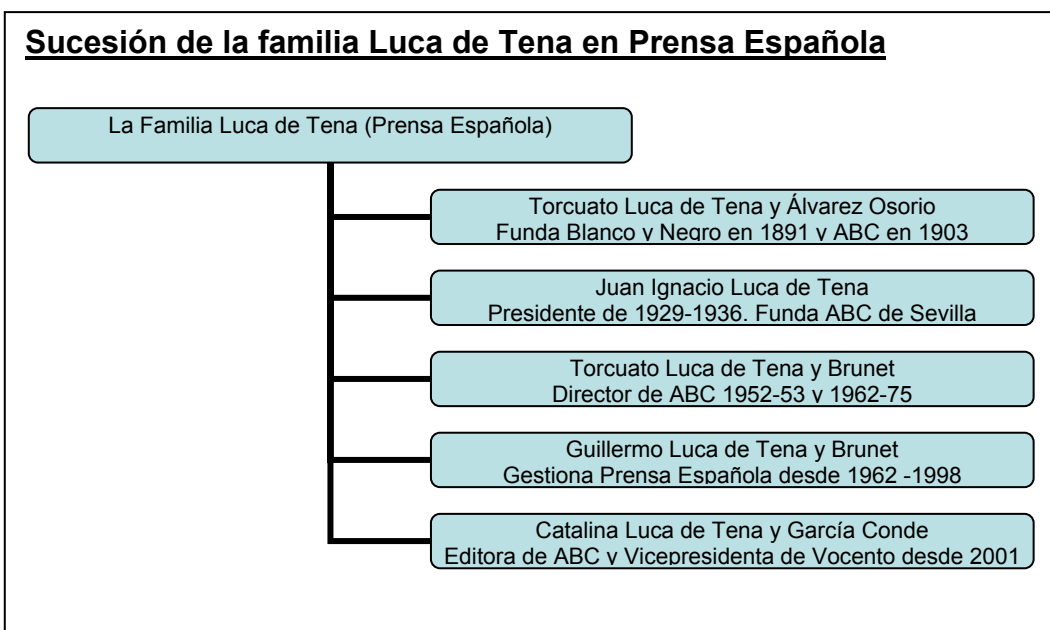 Sucesión de la familia Luca de Tena en Prensa Española
La Familia Luca de Tena (Prensa Española)
Torcuato Luca de Tena y Álvarez Osorio
Funda Blanco y Negro en 1891 y ABC en 1903
Juan Ignacio Luca de Tena
Presidente de 1929-1936. Funda ABC de Sevilla
Torcuato Luca de Tena y Brunet
Director de ABC 1952-53 y 1962-75
Guillermo Luca de Tena y Brunet
Gestiona Prensa Española desde 1962 -1998
Catalina Luca de Tena y García Conde
Editora de ABC y Vicepresidenta de Vocento desde 2001